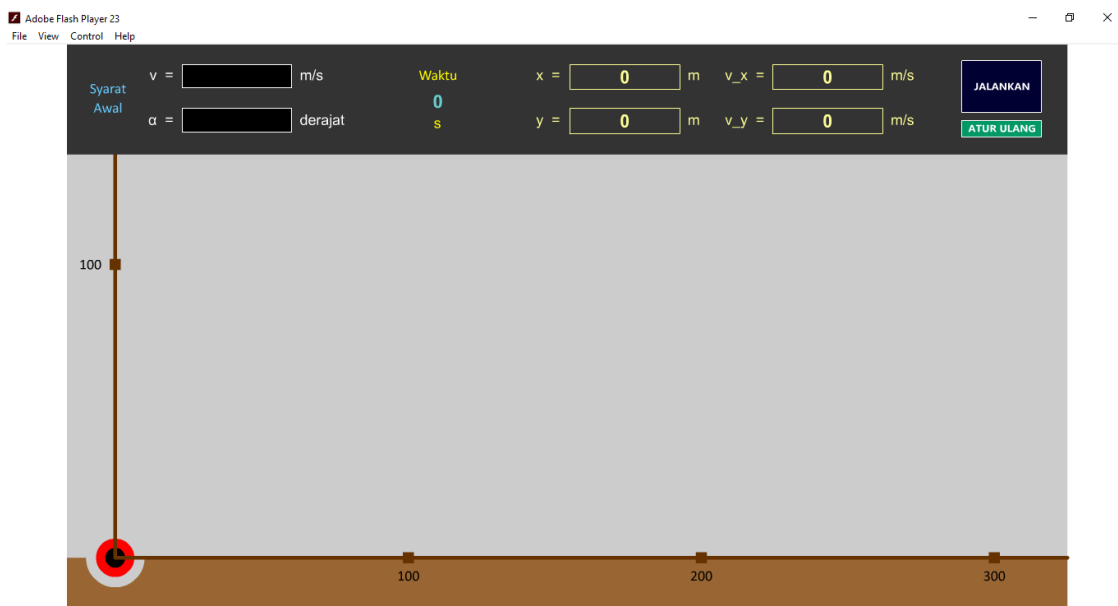 Adobe Flash Player 23
File View Control Help
Syarat
Awal
v = m/s
α = derajat
Waktu
0
s
x = 0 m v_x = 0 m/s
y = 0 m v_y = 0 m/s
JALANKAN
ATUR ULANG
100
100 200 300